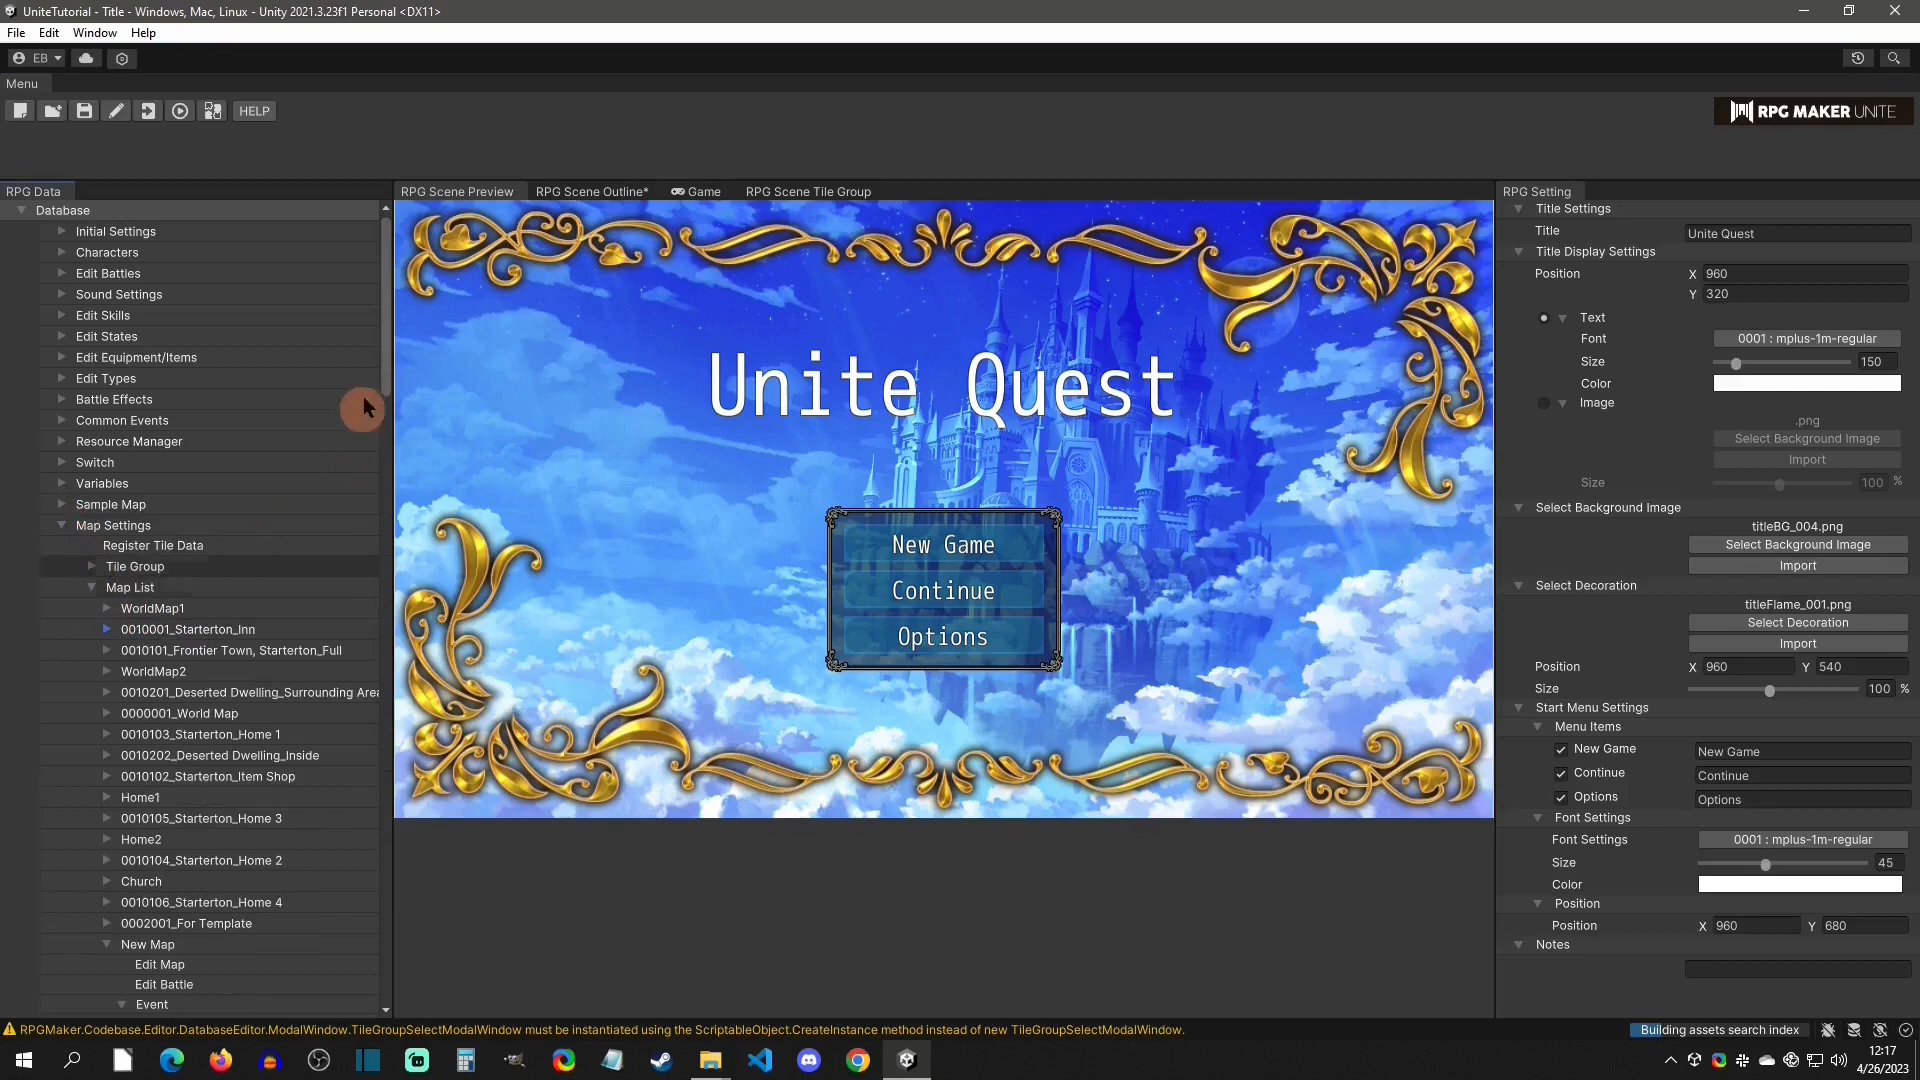 UniteTutorial - Title - Windows, Mac, Linux - Unity 2021.3.23f1 Personal <DX11>
File Edit Window Help
EB
Menu
HELP
RPG MAKER UNITE
RPG Data
RPG Scene Preview
RPG Scene Outline*
Game
RPG Scene Tile Group
RPG Setting
Database
Initial Settings
Characters
Edit Battles
Sound Settings
Edit Skills
Edit States
Edit Equipment/Items
Edit Types
Battle Effects
Common Events
Resource Manager
Switch
Variables
Sample Map
Map Settings
Register Tile Data
Tile Group
Map List
WorldMap1
0010001_Starterton_Inn
0010101_Frontier Town, Starterton_Full
WorldMap2
0010201_Deserted Dwelling_Surrounding Area
0000001_World Map
0010103_Starterton_Home 1
0010202_Deserted Dwelling_Inside
0010102_Starterton_Item Shop
Home1
0010105_Starterton_Home 3
Home2
0010104_Starterton_Home 2
Church
0010106_Starterton_Home 4
0002001_For Template
New Map
Edit Map
Edit Battle
Event
Unite Quest
New Game
Continue
Options
Title Settings
Title Unite Quest
Title Display Settings
Position X 960
Y 320
Text
Font 0001 : mplus-1m-regular
Size 150
Color
Image
.png
Select Background Image
Import
Size 100 %
Select Background Image
titleBG_004.png
Select Background Image
Import
Select Decoration
titleFlame_001.png
Select Decoration
Import
Position X 960 Y 540
Size 100 %
Start Menu Settings
Menu Items
New Game New Game
Continue Continue
Options Options
Font Settings
Font Settings 0001 : mplus-1m-regular
Size 45
Color
Position
Position X 960 Y 680
Notes
RPGMaker.Codebase.Editor.DatabaseEditor.ModalWindow.TileGroupSelectModalWindow must be instantiated using the ScriptableObject.CreateInstance method instead of new TileGroupSelectModalWindow.
Building assets search index
12:17
4/26/2023